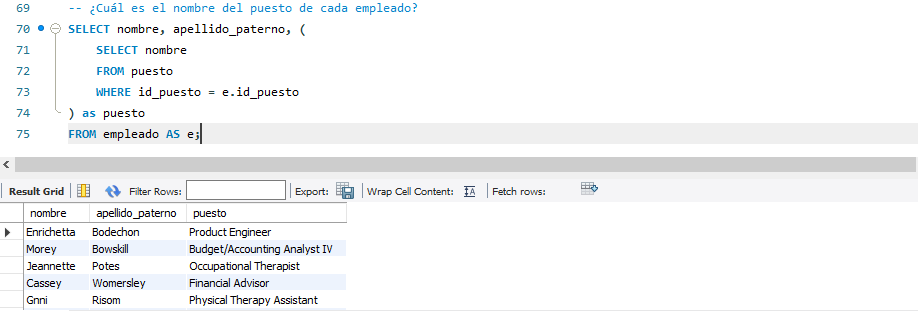 69 -- ¿Cuál es el nombre del puesto de cada empleado?
70 SELECT nombre, apellido_paterno, (
71 SELECT nombre
72 FROM puesto
73 WHERE id_puesto = e.id_puesto
74 ) as puesto
75 FROM empleado AS e;
Result Grid Filter Rows: Export: Wrap Cell Content: IA Fetch rows:
nombre apellido_paterno puesto
Enrichetta Bodechon Product Engineer
Morey Bowskill Budget/Accounting Analyst IV
Jeannette Potes Occupational Therapist
Cassey Womersley Financial Advisor
Gnni Risom Physical Therapy Assistant